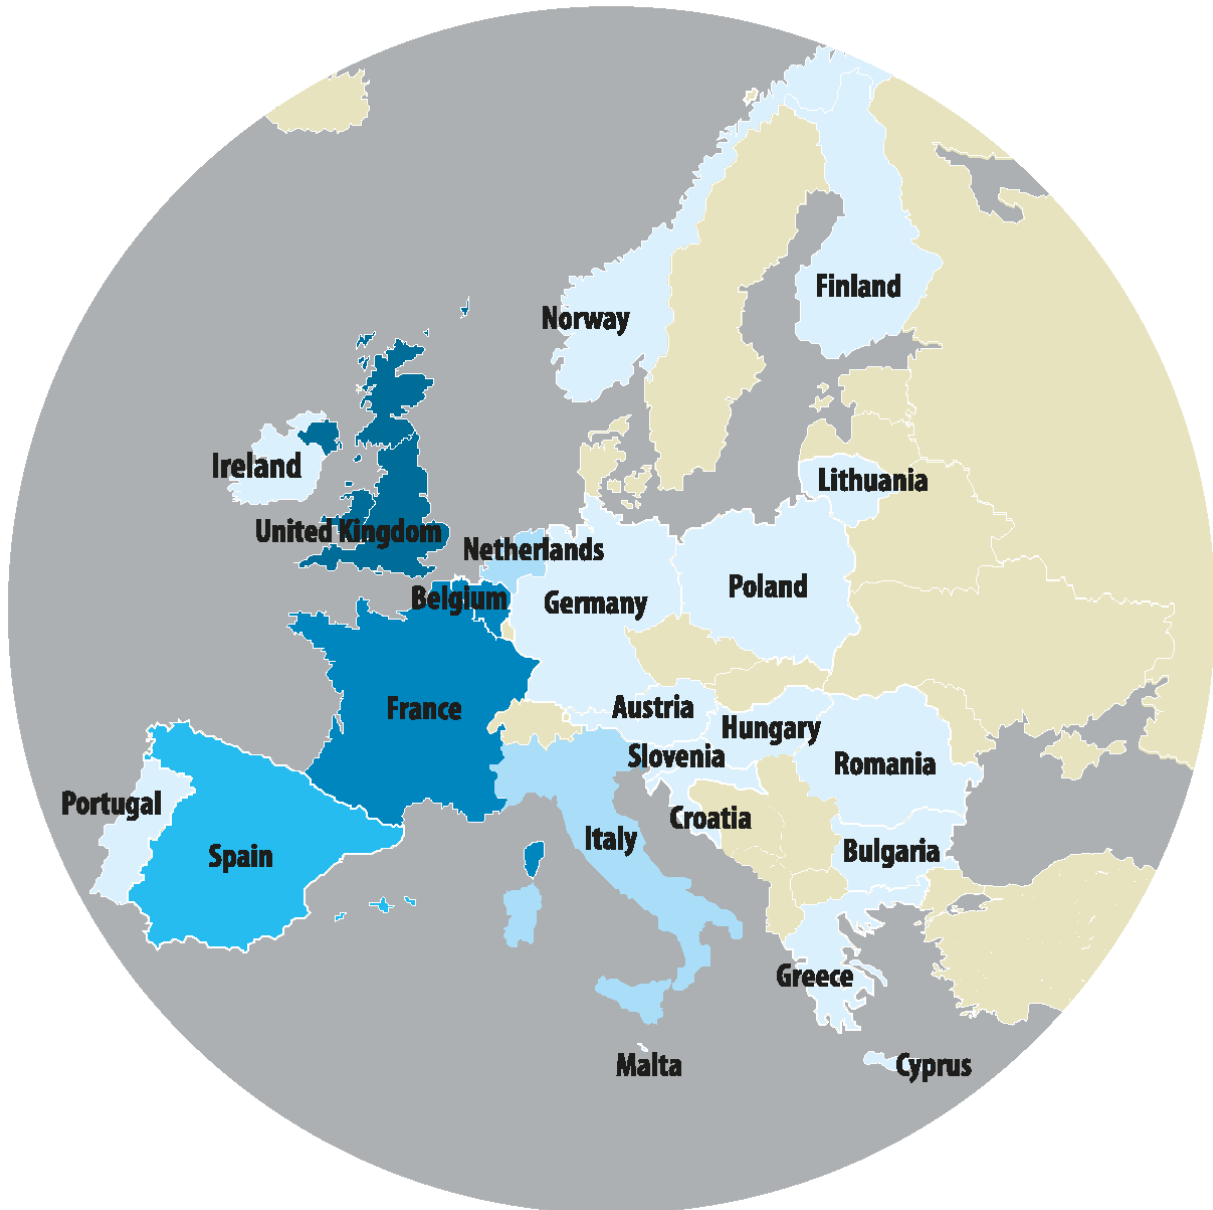 Finland
Norway
Ireland
Lithuania
United Kingdom
Netherlands
Belgium
Germany
Poland
France
Austria
Hungary
Slovenia
Romania
Portugal
Croatia
Spain
Italy
Bulgaria
Greece
Malta
Cyprus